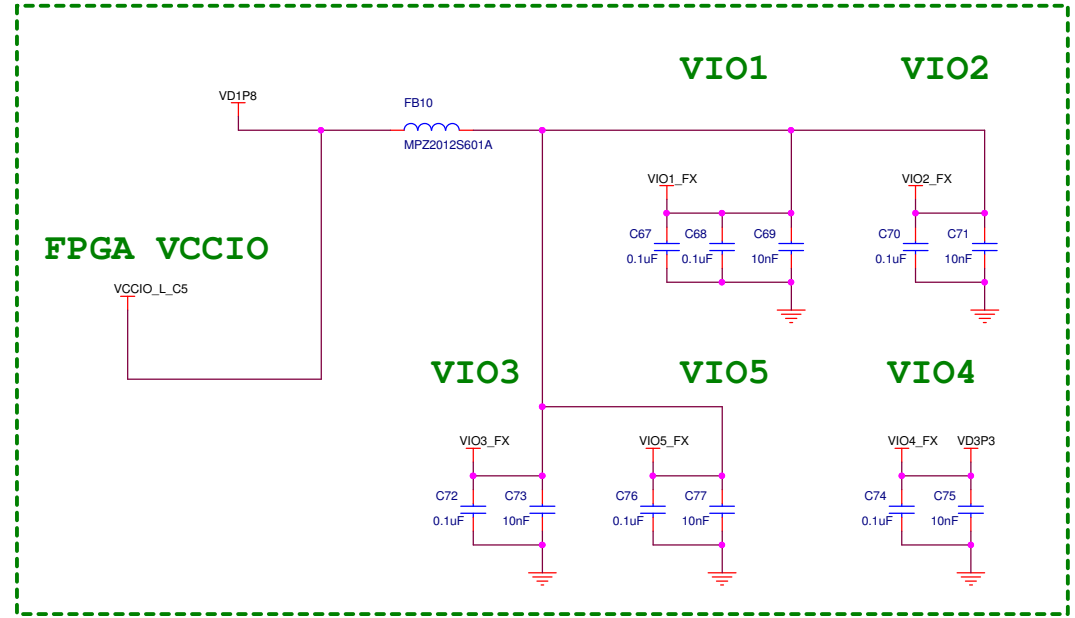 VIO1
VIO2
VD1P8
FB10
MPZ2012S601A
VIO1_FX
VIO2_FX
C67
C68
C69
C70
C71
0.1uF
0.1uF
10nF
0.1uF
10nF
FPGA VCCIO
VCCIO_L_C5
VIO3
VIO5
VIO4
VIO3_FX
VIO5_FX
VIO4_FX
VD3P3
C72
C73
C76
C77
C74
C75
0.1uF
10nF
0.1uF
10nF
0.1uF
10nF